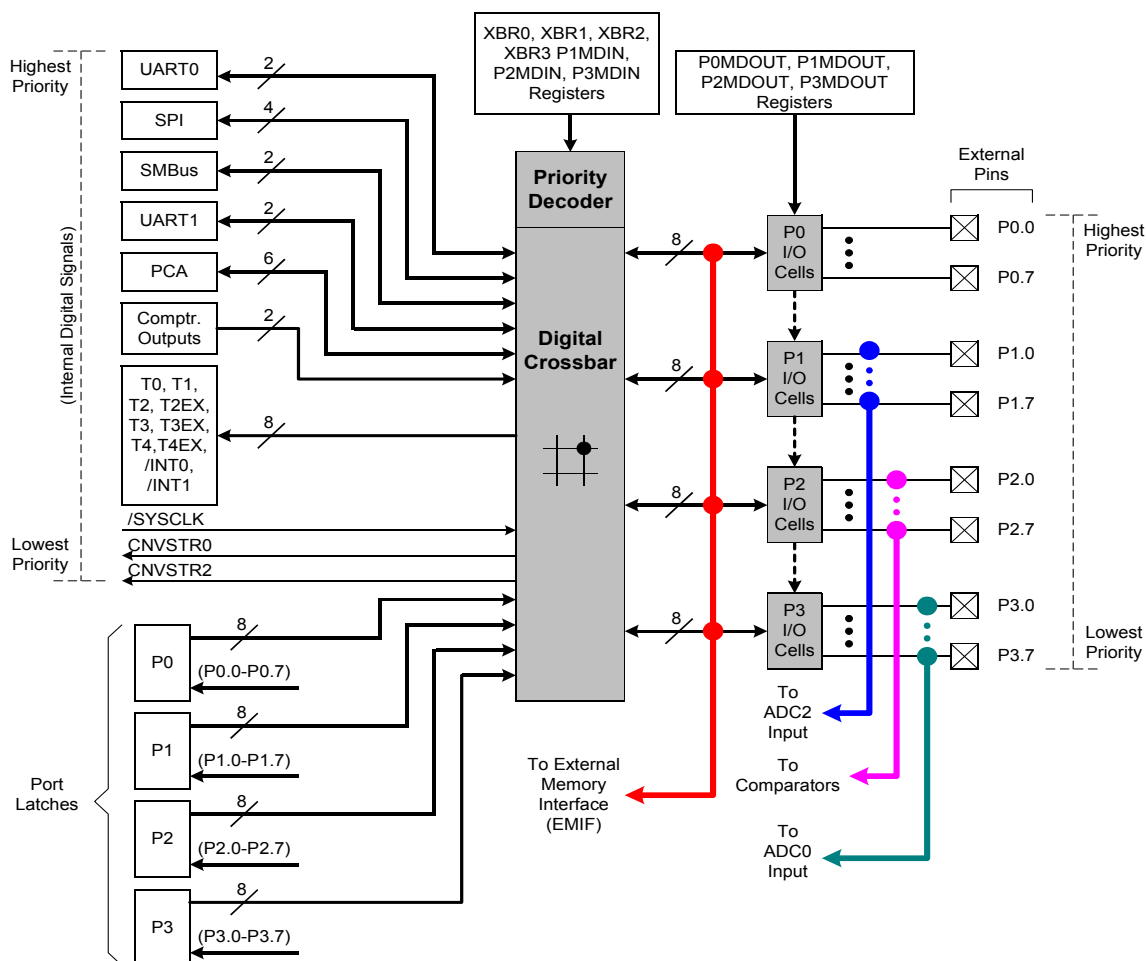 XBR0, XBR1, XBR2,
XBR3 P1MDIN,
P2MDIN, P3MDIN
Registers
P0MDOUT, P1MDOUT,
P2MDOUT, P3MDOUT
Registers
Highest
Priority
UART0
2
SPI
4
SMBus
2
UART1
2
PCA
6
Comptr.
Outputs
2
T0, T1,
T2, T2EX,
T3, T3EX,
T4,T4EX,
/INT0,
/INT1
8
(Internal Digital Signals)
/SYSCLK
CNVSTR0
CNVSTR2
Lowest
Priority
Priority
Decoder
Digital
Crossbar
8
8
8
8
P0
I/O
Cells
P1
I/O
Cells
P2
I/O
Cells
P3
I/O
Cells
External
Pins
P0.0
P0.7
P1.0
P1.7
P2.0
P2.7
P3.0
P3.7
Highest
Priority
Lowest
Priority
Port
Latches
P0
8
(P0.0-P0.7)
P1
8
(P1.0-P1.7)
P2
8
(P2.0-P2.7)
P3
8
(P3.0-P3.7)
To External
Memory
Interface
(EMIF)
To
ADC2
Input
To
Comparators
To
ADC0
Input